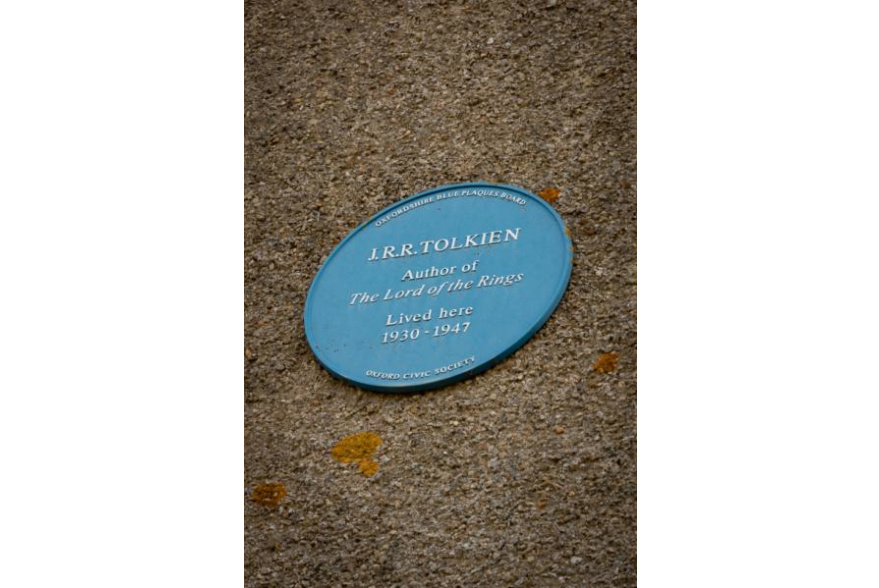 OXFORDSHIRE BLUE PLAQUES BOARD
J.R.R. TOLKIEN
Author of
The Lord of the Rings
Lived here
1930 - 1947
OXFORD CIVIC SOCIETY